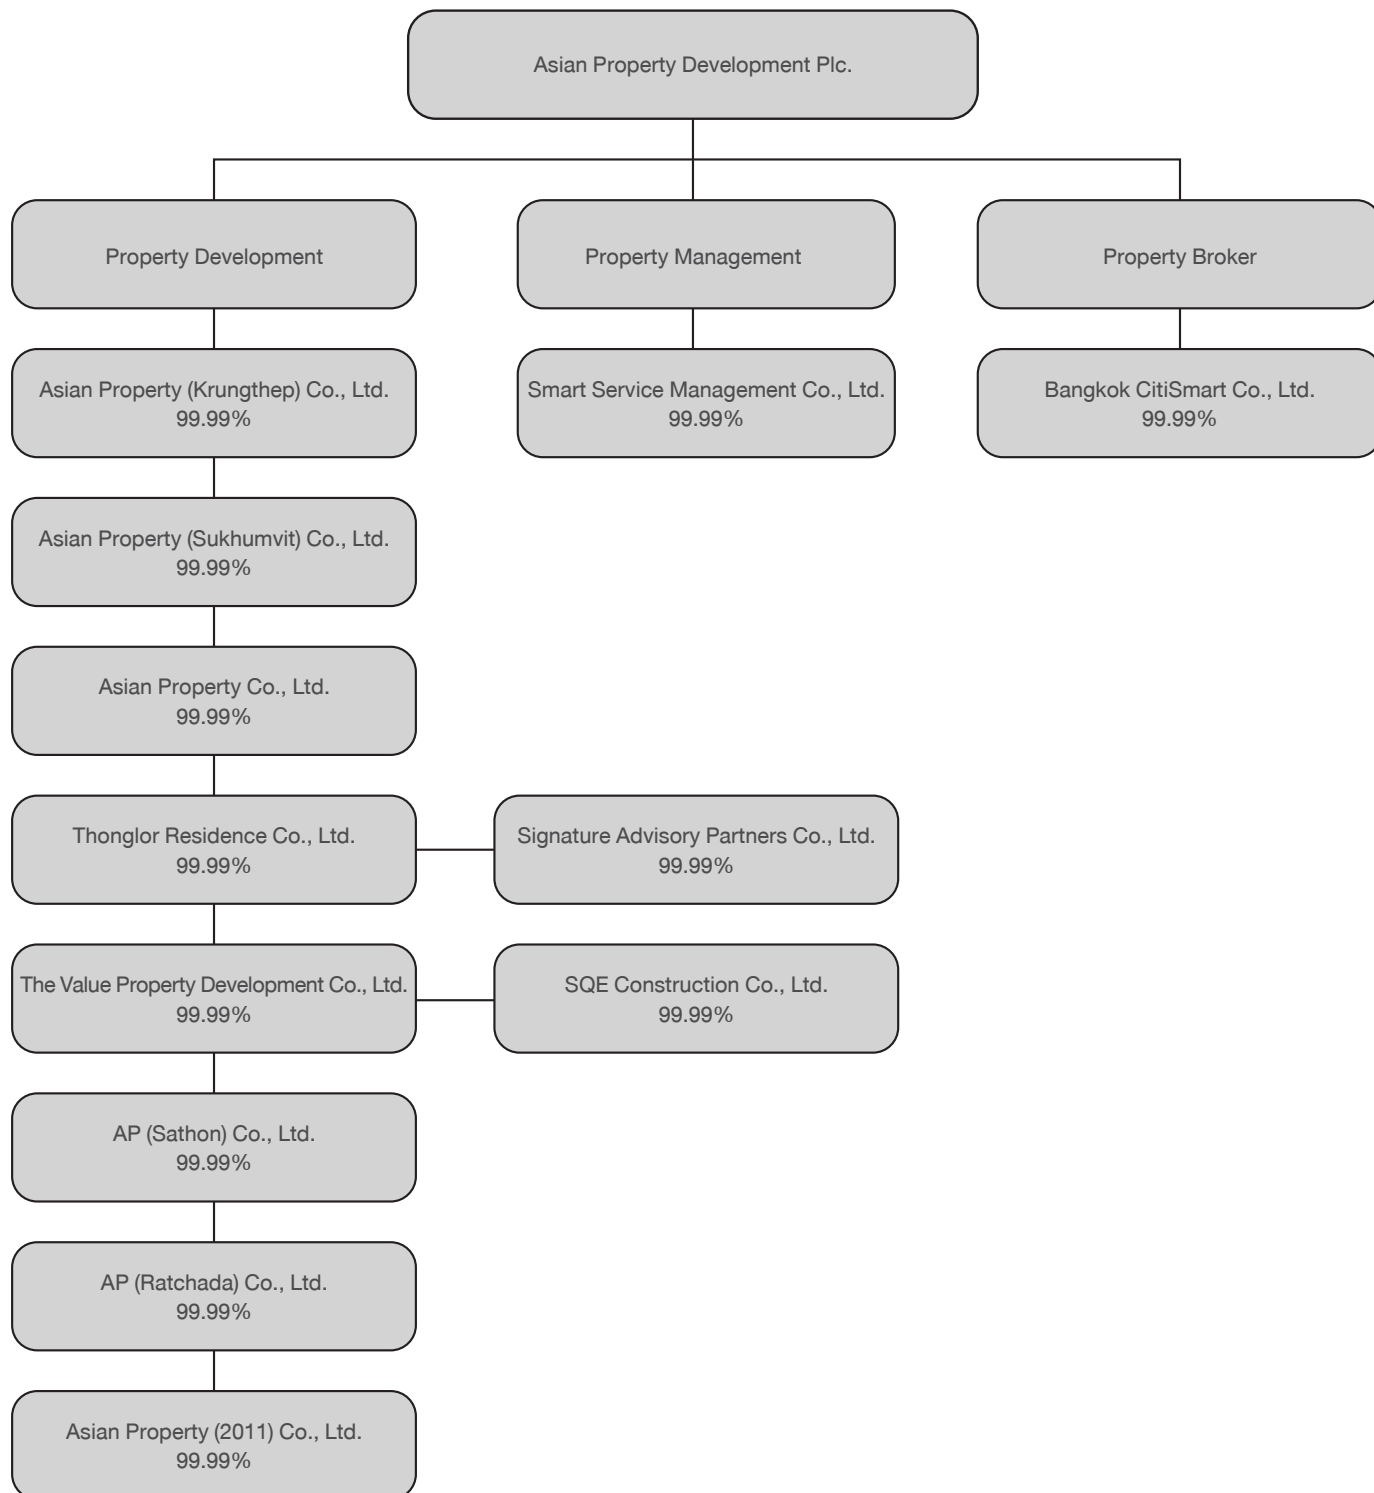 Asian Property Development Plc.
Property Development
Property Management
Property Broker
Asian Property (Krungthep) Co., Ltd.
99.99%
Smart Service Management Co., Ltd.
99.99%
Bangkok CitiSmart Co., Ltd.
99.99%
Asian Property (Sukhumvit) Co., Ltd.
99.99%
Asian Property Co., Ltd.
99.99%
Thonglor Residence Co., Ltd.
99.99%
Signature Advisory Partners Co., Ltd.
99.99%
The Value Property Development Co., Ltd.
99.99%
SQE Construction Co., Ltd.
99.99%
AP (Sathon) Co., Ltd.
99.99%
AP (Ratchada) Co., Ltd.
99.99%
Asian Property (2011) Co., Ltd.
99.99%